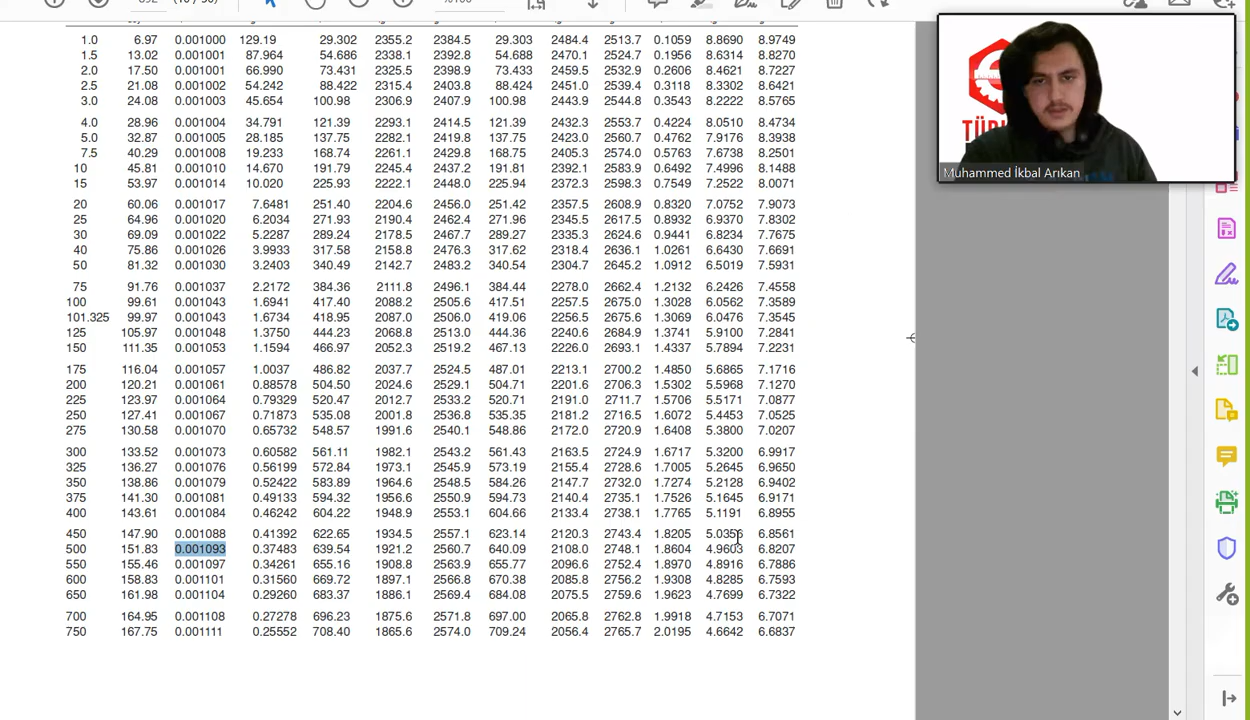 %100
1.0 6.97 0.001000 129.19 29.302 2355.2 2384.5 29.303 2484.4 2513.7 0.1059 8.8690 8.9749
1.5 13.02 0.001001 87.964 54.686 2338.1 2392.8 54.688 2470.1 2524.7 0.1956 8.6314 8.8270
2.0 17.50 0.001001 66.990 73.431 2325.5 2398.9 73.433 2459.5 2532.9 0.2606 8.4621 8.7227
2.5 21.08 0.001002 54.242 88.422 2315.4 2403.8 88.424 2451.0 2539.4 0.3118 8.3302 8.6421
3.0 24.08 0.001003 45.654 100.98 2306.9 2407.9 100.98 2443.9 2544.8 0.3543 8.2222 8.5765
4.0 28.96 0.001004 34.791 121.39 2293.1 2414.5 121.39 2432.3 2553.7 0.4224 8.0510 8.4734
5.0 32.87 0.001005 28.185 137.75 2282.1 2419.8 137.75 2423.0 2560.7 0.4762 7.9176 8.3938
7.5 40.29 0.001008 19.233 168.74 2261.1 2429.8 168.75 2405.3 2574.0 0.5763 7.6738 8.2501
10 45.81 0.001010 14.670 191.79 2245.4 2437.2 191.81 2392.1 2583.9 0.6492 7.4996 8.1488
15 53.97 0.001014 10.020 225.93 2222.1 2448.0 225.94 2372.3 2598.3 0.7549 7.2522 8.0071
20 60.06 0.001017 7.6481 251.40 2204.6 2456.0 251.42 2357.5 2608.9 0.8320 7.0752 7.9073
25 64.96 0.001020 6.2034 271.93 2190.4 2462.4 271.96 2345.5 2617.5 0.8932 6.9370 7.8302
30 69.09 0.001022 5.2287 289.24 2178.5 2467.7 289.27 2335.3 2624.6 0.9441 6.8234 7.7675
40 75.86 0.001026 3.9933 317.58 2158.8 2476.3 317.62 2318.4 2636.1 1.0261 6.6430 7.6691
50 81.32 0.001030 3.2403 340.49 2142.7 2483.2 340.54 2304.7 2645.2 1.0912 6.5019 7.5931
75 91.76 0.001037 2.2172 384.36 2111.8 2496.1 384.44 2278.0 2662.4 1.2132 6.2426 7.4558
100 99.61 0.001043 1.6941 417.40 2088.2 2505.6 417.51 2257.5 2675.0 1.3028 6.0562 7.3589
101.325 99.97 0.001043 1.6734 418.95 2087.0 2506.0 419.06 2256.5 2675.6 1.3069 6.0476 7.3545
125 105.97 0.001048 1.3750 444.23 2068.8 2513.0 444.36 2240.6 2684.9 1.3741 5.9100 7.2841
150 111.35 0.001053 1.1594 466.97 2052.3 2519.2 467.13 2226.0 2693.1 1.4337 5.7894 7.2231
175 116.04 0.001057 1.0037 486.82 2037.7 2524.5 487.01 2213.1 2700.2 1.4850 5.6865 7.1716
200 120.21 0.001061 0.88578 504.50 2024.6 2529.1 504.71 2201.6 2706.3 1.5302 5.5968 7.1270
225 123.97 0.001064 0.79329 520.47 2012.7 2533.2 520.71 2191.0 2711.7 1.5706 5.5171 7.0877
250 127.41 0.001067 0.71873 535.08 2001.8 2536.8 535.35 2181.2 2716.5 1.6072 5.4453 7.0525
275 130.58 0.001070 0.65732 548.57 1991.6 2540.1 548.86 2172.0 2720.9 1.6408 5.3800 7.0207
300 133.52 0.001073 0.60582 561.11 1982.1 2543.2 561.43 2163.5 2724.9 1.6717 5.3200 6.9917
325 136.27 0.001076 0.56199 572.84 1973.1 2545.9 573.19 2155.4 2728.6 1.7005 5.2645 6.9650
350 138.86 0.001079 0.52422 583.89 1964.6 2548.5 584.26 2147.7 2732.0 1.7274 5.2128 6.9402
375 141.30 0.001081 0.49133 594.32 1956.6 2550.9 594.73 2140.4 2735.1 1.7526 5.1645 6.9171
400 143.61 0.001084 0.46242 604.22 1948.9 2553.1 604.66 2133.4 2738.1 1.7765 5.1191 6.8955
450 147.90 0.001088 0.41392 622.65 1934.5 2557.1 623.14 2120.3 2743.4 1.8205 5.0356 6.8561
500 151.83 0.001093 0.37483 639.54 1921.2 2560.7 640.09 2108.0 2748.1 1.8604 4.9603 6.8207
550 155.46 0.001097 0.34261 655.16 1908.8 2563.9 655.77 2096.6 2752.4 1.8970 4.8916 6.7886
600 158.83 0.001101 0.31560 669.72 1897.1 2566.8 670.38 2085.8 2756.2 1.9308 4.8285 6.7593
650 161.98 0.001104 0.29260 683.37 1886.1 2569.4 684.08 2075.5 2759.6 1.9623 4.7699 6.7322
700 164.95 0.001108 0.27278 696.23 1875.6 2571.8 697.00 2065.8 2762.8 1.9918 4.7153 6.7071
750 167.75 0.001111 0.25552 708.40 1865.6 2574.0 709.24 2056.4 2765.7 2.0195 4.6642 6.6837
Muhammed İkbal Arıkan